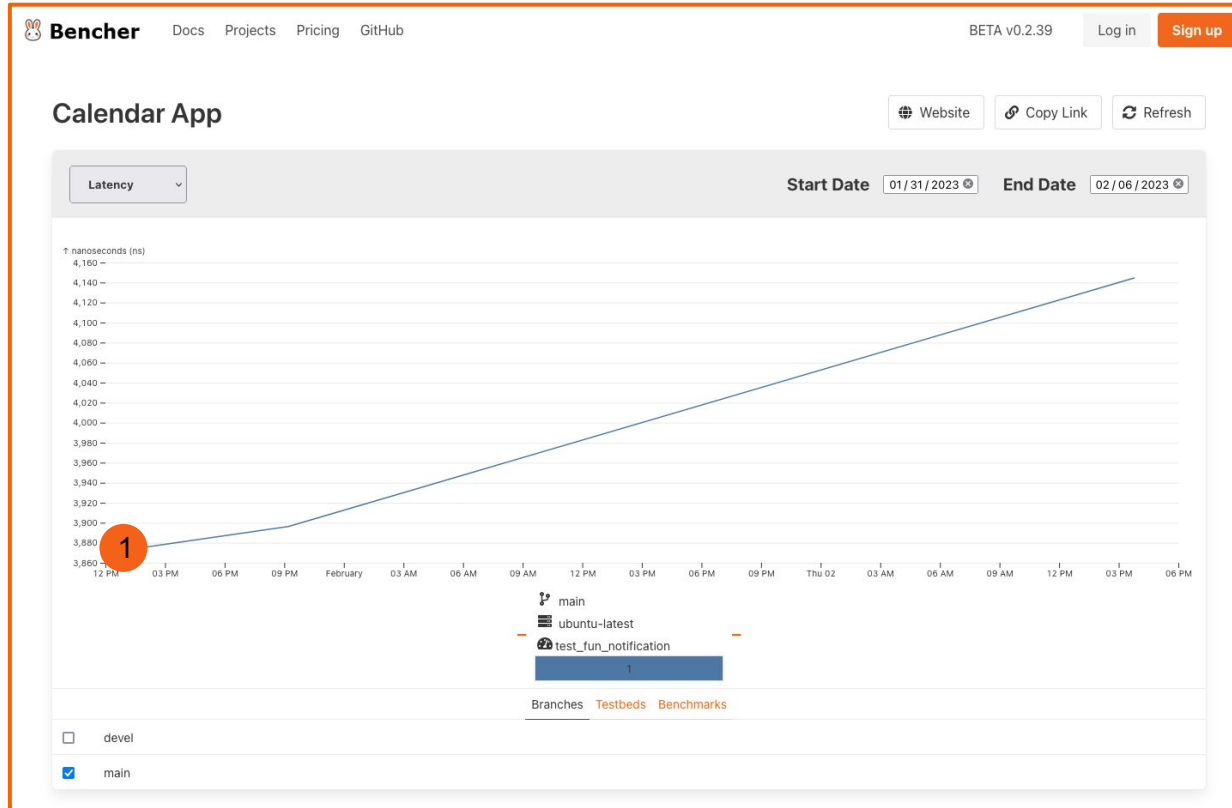 Bencher Docs Projects Pricing GitHub BETA v0.2.39 Log in Sign up
Calendar App Website Copy Link Refresh
Latency Start Date 01/31/2023 End Date 02/06/2023
↑ nanoseconds (ns)
4,160
4,140
4,120
4,100
4,080
4,060
4,040
4,020
4,000
3,980
3,960
3,940
3,920
3,900
3,880
1
3,860
12 PM 03 PM 06 PM 09 PM February 03 AM 06 AM 09 AM 12 PM 03 PM 06 PM 09 PM Thu 02 03 AM 06 AM 09 AM 12 PM 03 PM 06 PM
main
ubuntu-latest
test_fun_notification
1
Branches Testbeds Benchmarks
devel
main